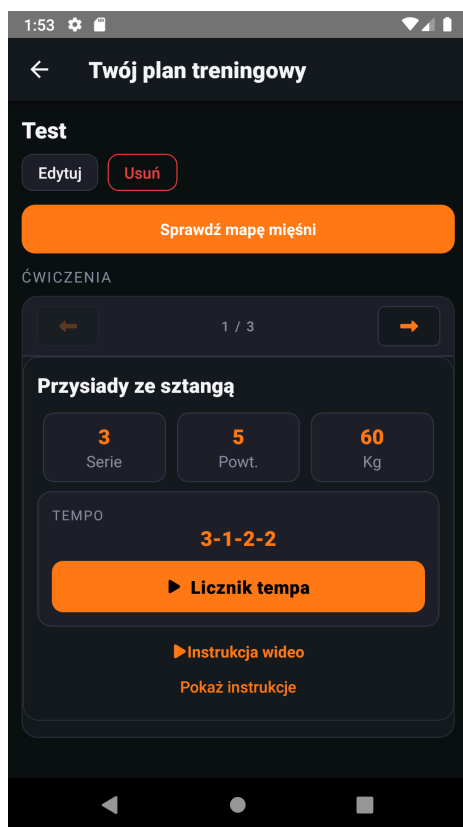 1:53
Twój plan treningowy
Test
Edytuj Usuń
Sprawdź mapę mięśni
ĆWICZENIA
1 / 3
Przysiady ze sztangą
3 5 60
Serie Powt. Kg
TEMPO
3-1-2-2
Licznik tempa
Instrukcja wideo
Pokaż instrukcje